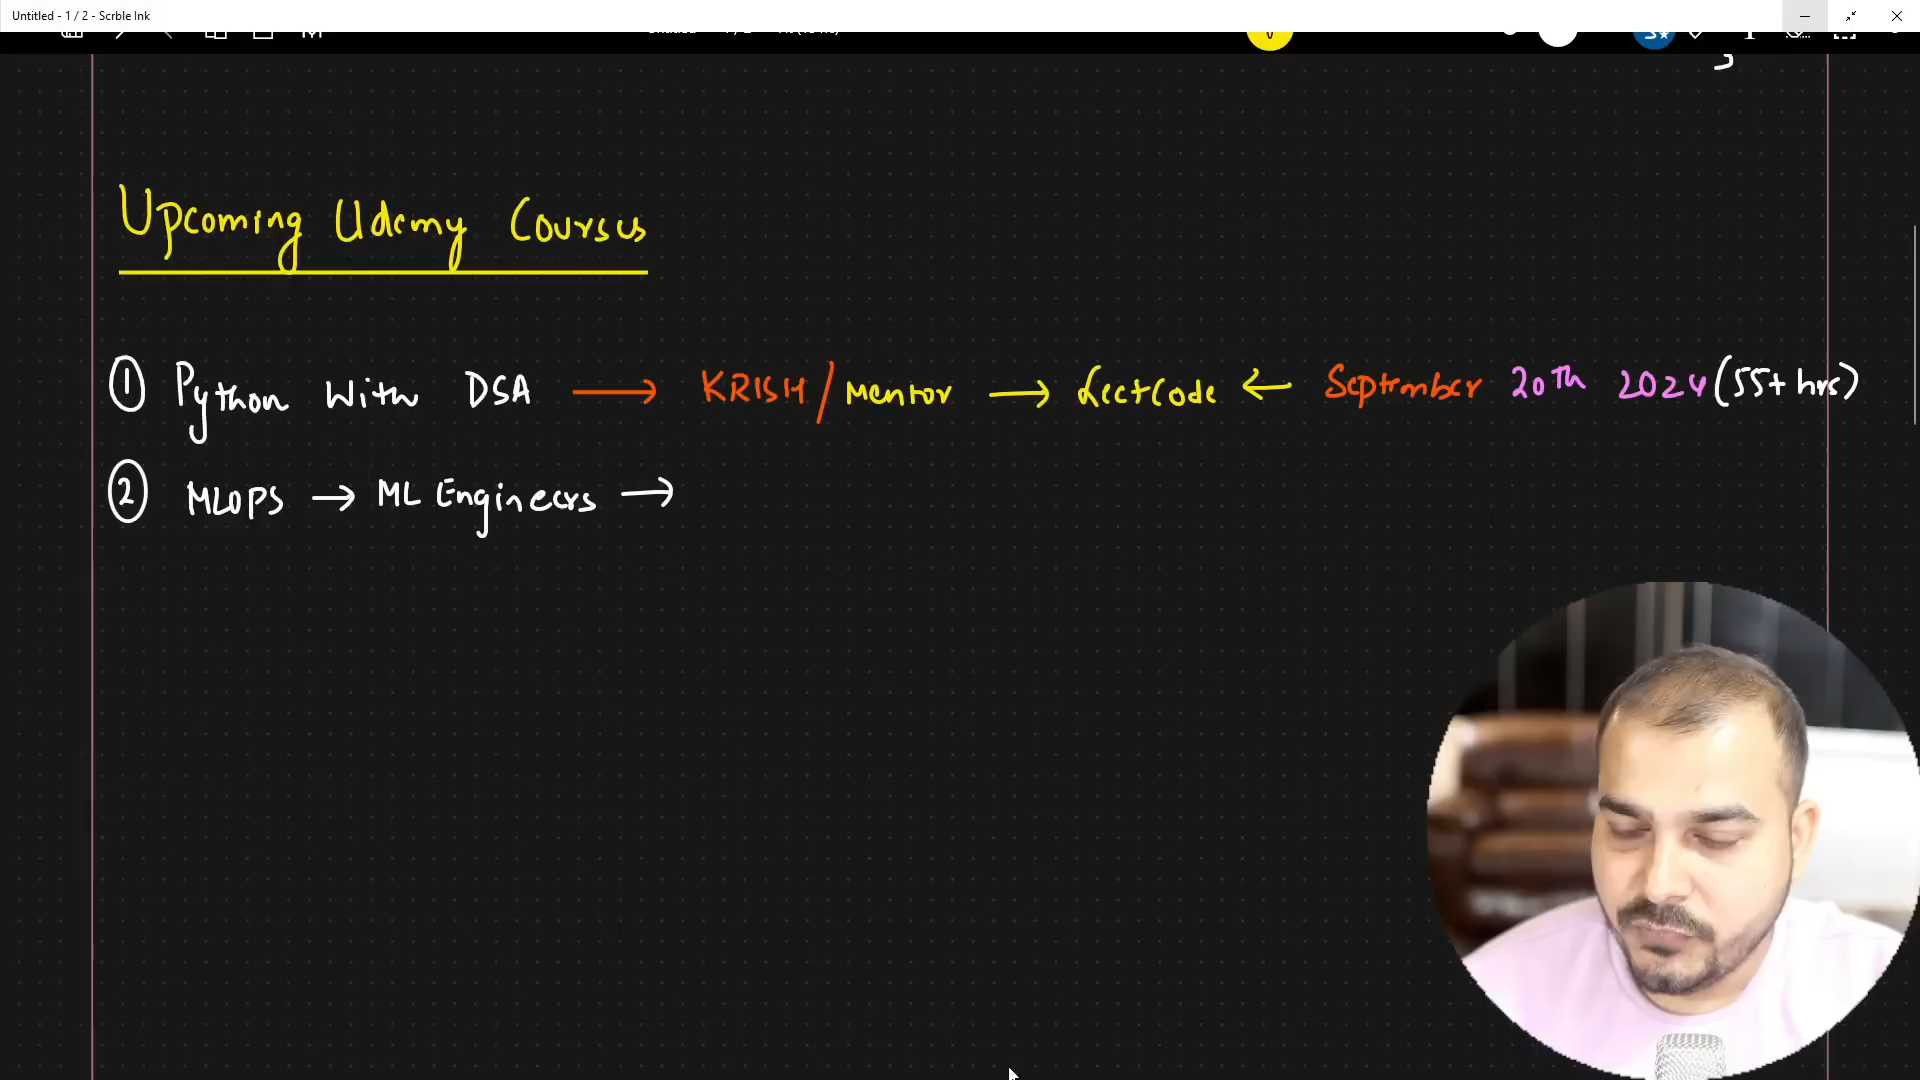 Untitled - 1 / 2 - Scrble Ink
Upcoming Udemy Courses
① Python With DSA → KRISH / Mentor → LeetCode ← September 20th 2024 (55+ hrs)
② MLOPS → ML Engineers →